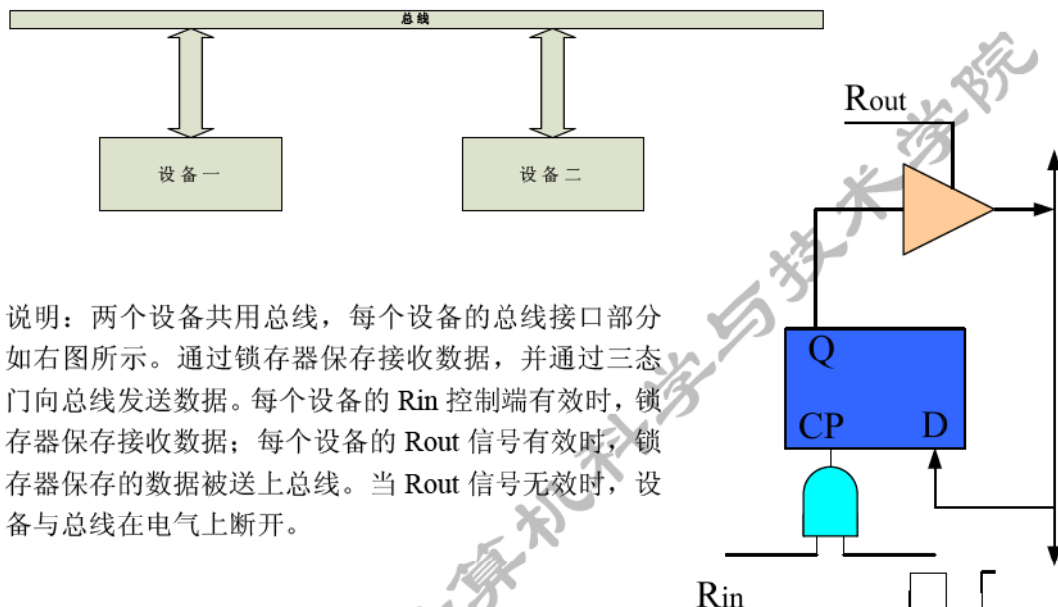 总线
设备一
设备二
Rout
说明：两个设备共用总线，每个设备的总线接口部分
如右图所示。通过锁存器保存接收数据，并通过三态
门向总线发送数据。每个设备的 Rin 控制端有效时，锁
存器保存接收数据；每个设备的 Rout 信号有效时，锁
存器保存的数据被送上总线。当 Rout 信号无效时，设
备与总线在电气上断开。
Q
CP D
Rin
算机科学与技术学院